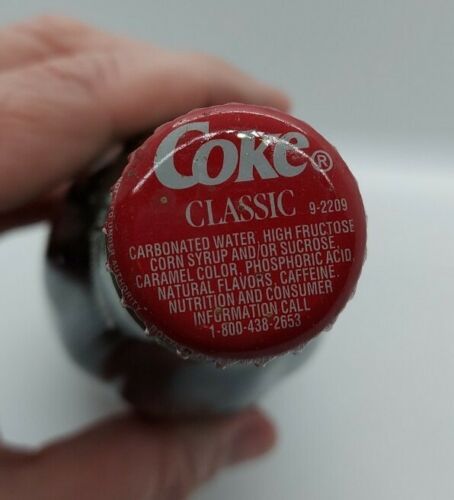 Coke®
CLASSIC 9-2209
CARBONATED WATER, HIGH FRUCTOSE
CORN SYRUP AND/OR SUCROSE,
CARAMEL COLOR, PHOSPHORIC ACID,
NATURAL FLAVORS, CAFFEINE.
NUTRITION AND CONSUMER
INFORMATION CALL
1-800-438-2653
AUTHORITY